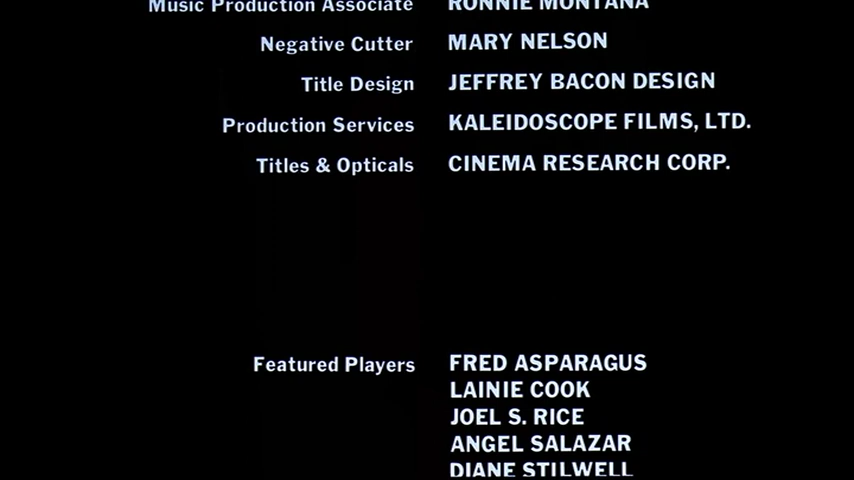 Music Production Associate RONNIE MONTANA
Negative Cutter MARY NELSON
Title Design JEFFREY BACON DESIGN
Production Services KALEIDOSCOPE FILMS, LTD.
Titles & Opticals CINEMA RESEARCH CORP.
Featured Players FRED ASPARAGUS
LAINIE COOK
JOEL S. RICE
ANGEL SALAZAR
DIANE STILWELL